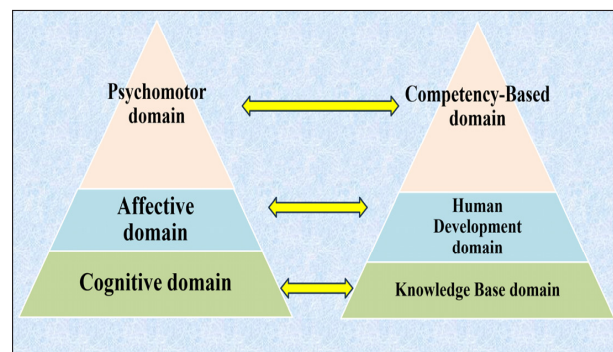 Psychomotor
domain
Affective
domain
Cognitive domain
Competency-Based
domain
Human
Development
domain
Knowledge Base domain